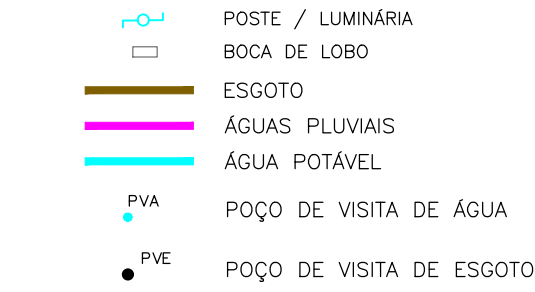 POSTE / LUMINÁRIA
BOCA DE LOBO
ESGOTO
ÁGUAS PLUVIAIS
ÁGUA POTÁVEL
PVA
POÇO DE VISITA DE ÁGUA
PVE
POÇO DE VISITA DE ESGOTO